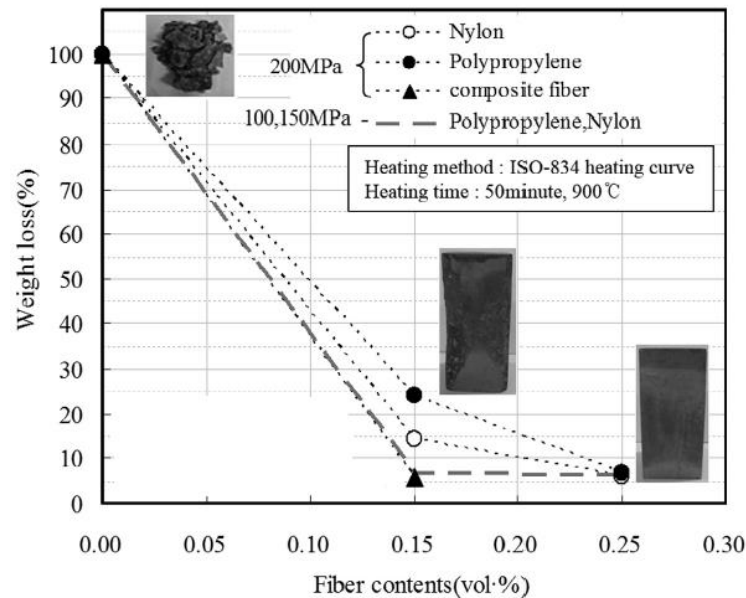 Nylon
200MPa
Polypropylene
composite fiber
100,150MPa
Polypropylene,Nylon
Heating method : ISO-834 heating curve
Heating time : 50minute, 900℃
Weight loss(%)
100
90
80
70
60
50
40
30
20
10
0
0.00 0.05 0.10 0.15 0.20 0.25 0.30
Fiber contents(vol·%)